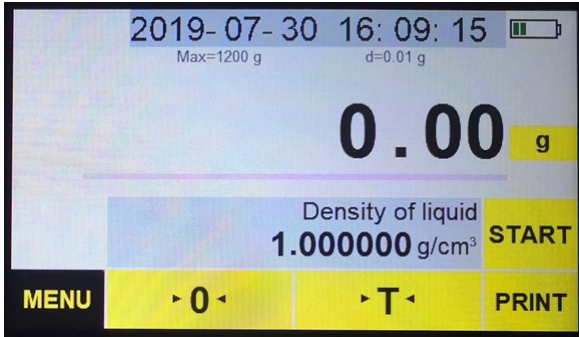 2019-07-30 16:09:15
Max=1200 g d=0.01 g
0.00 g
Density of liquid
1.000000 g/cm³
START
MENU ▸0◂ ▸T◂ PRINT